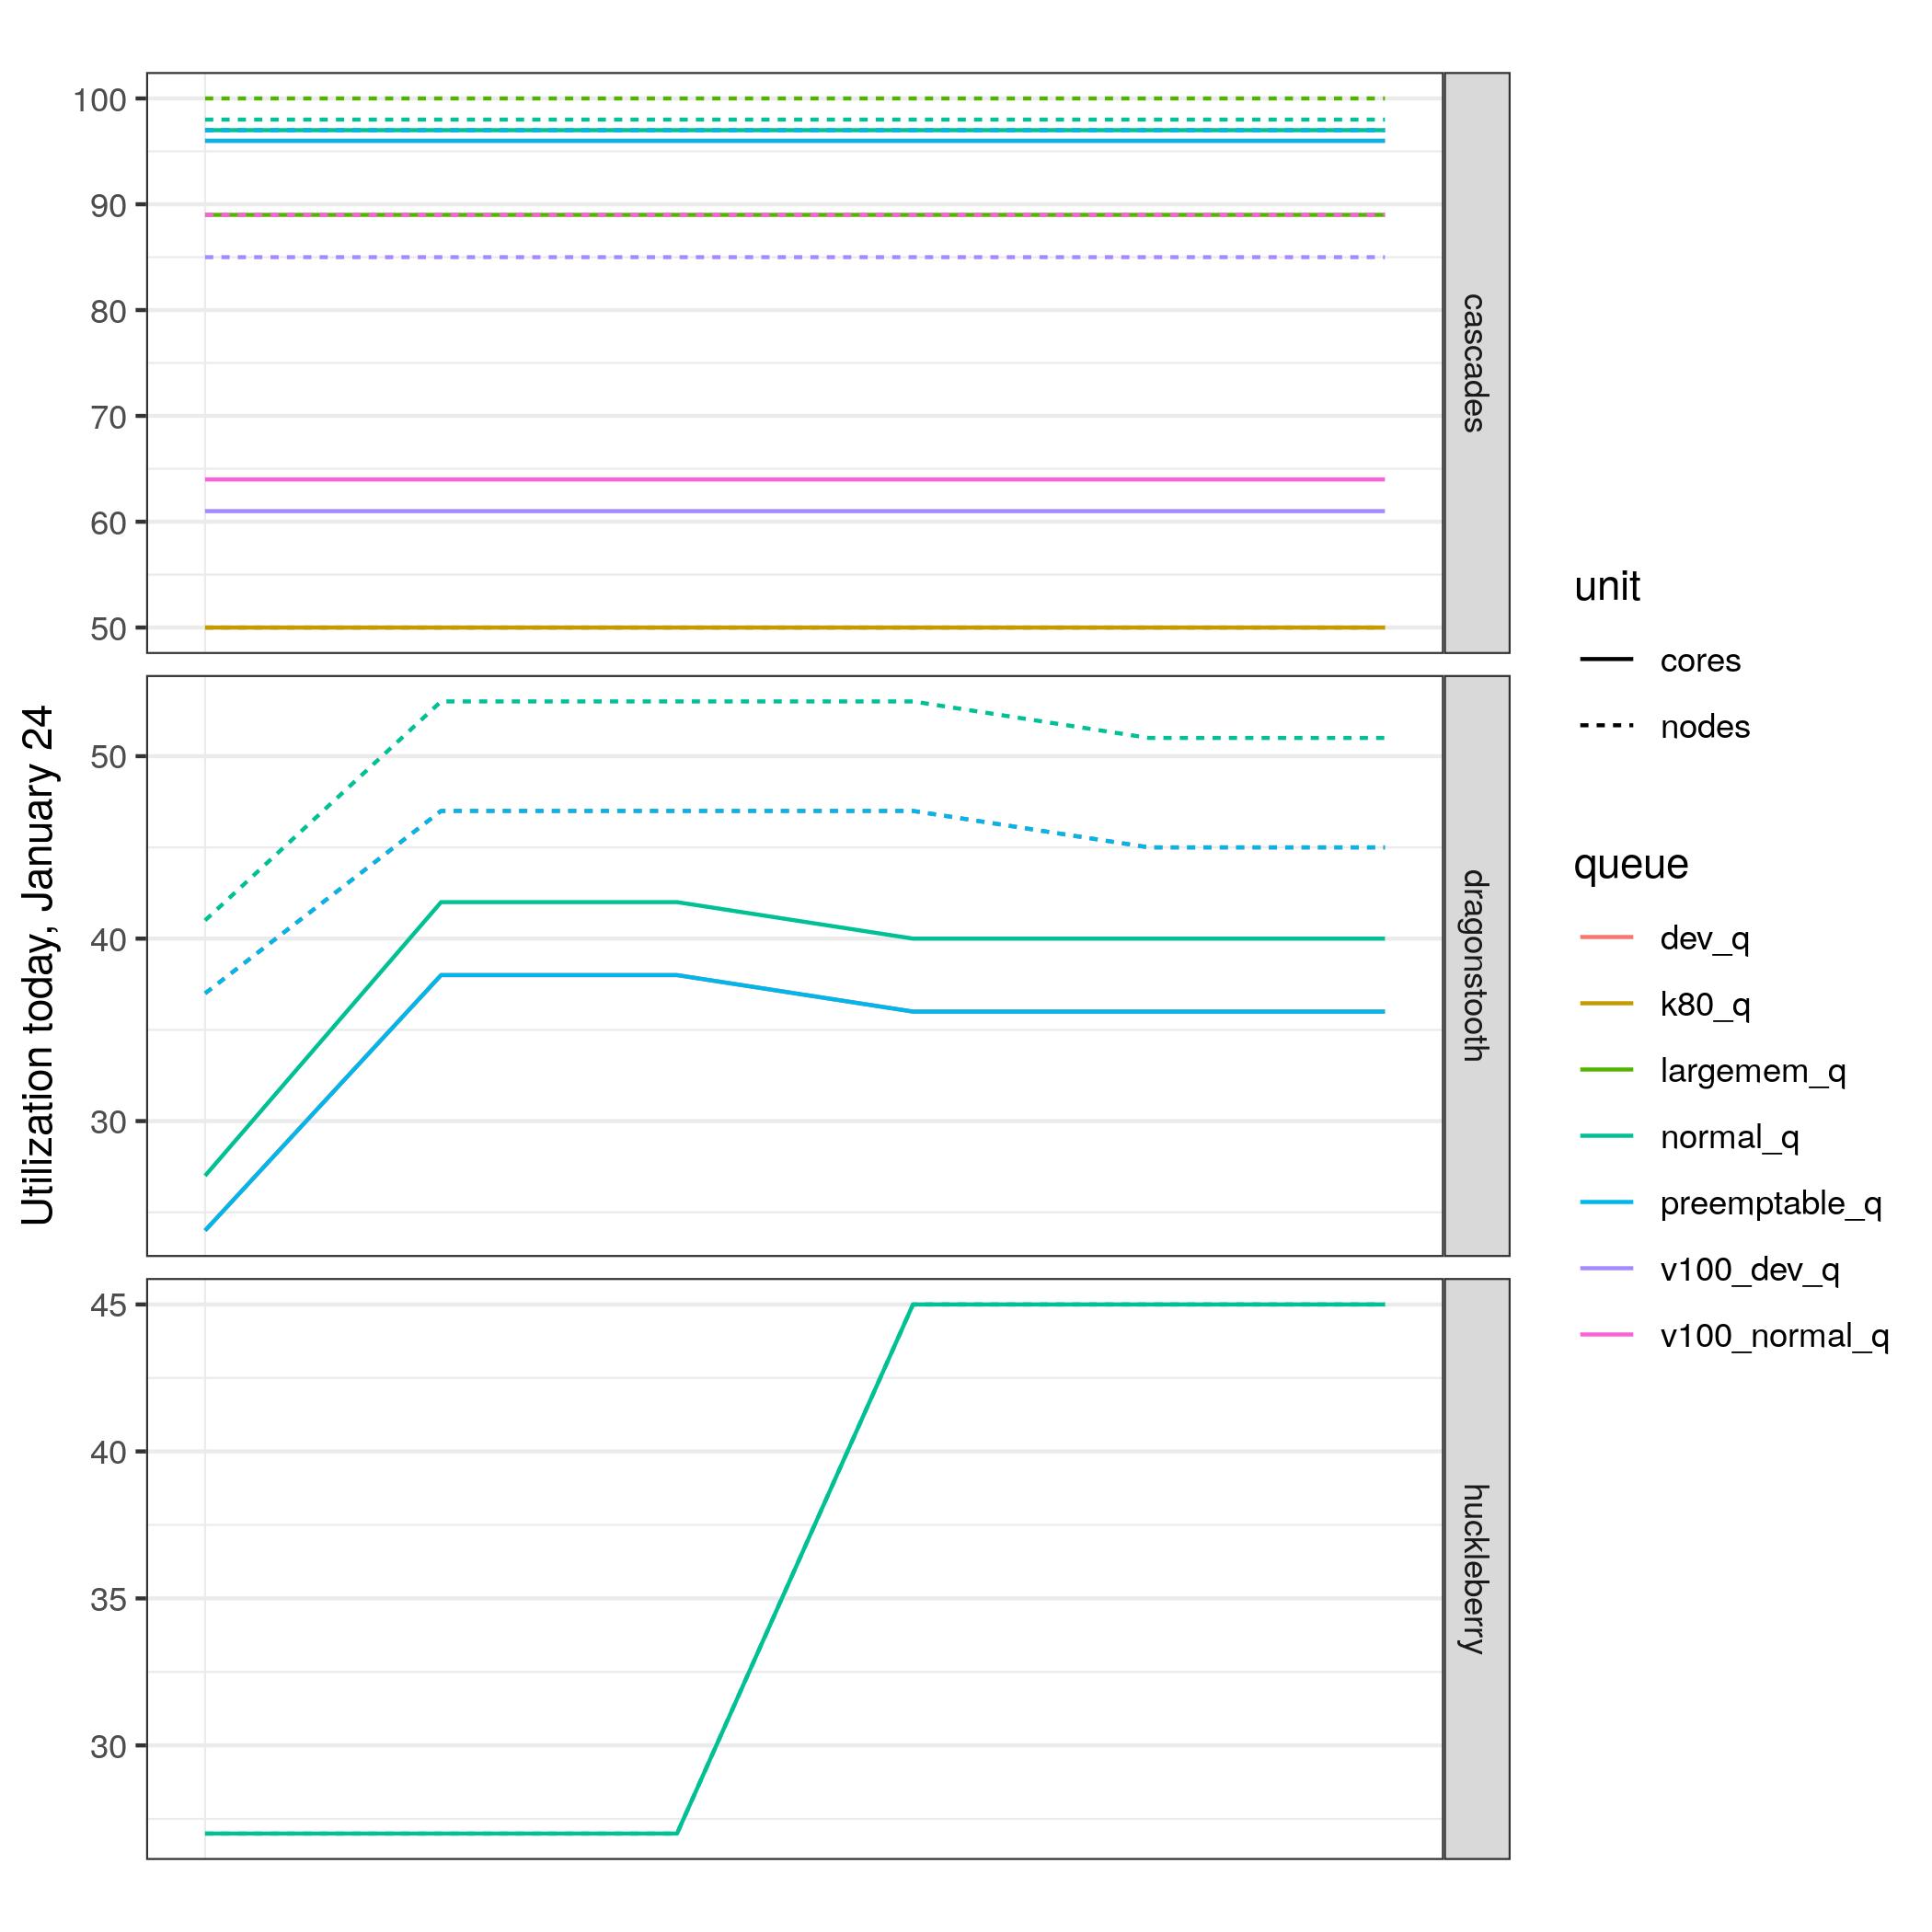 Utilization today, January 24
100
90
80
70
60
50
cascades
50
40
30
dragonstooth
45
40
35
30
huckleberry
unit
cores
nodes
queue
dev_q
k80_q
largemem_q
normal_q
preemptable_q
v100_dev_q
v100_normal_q